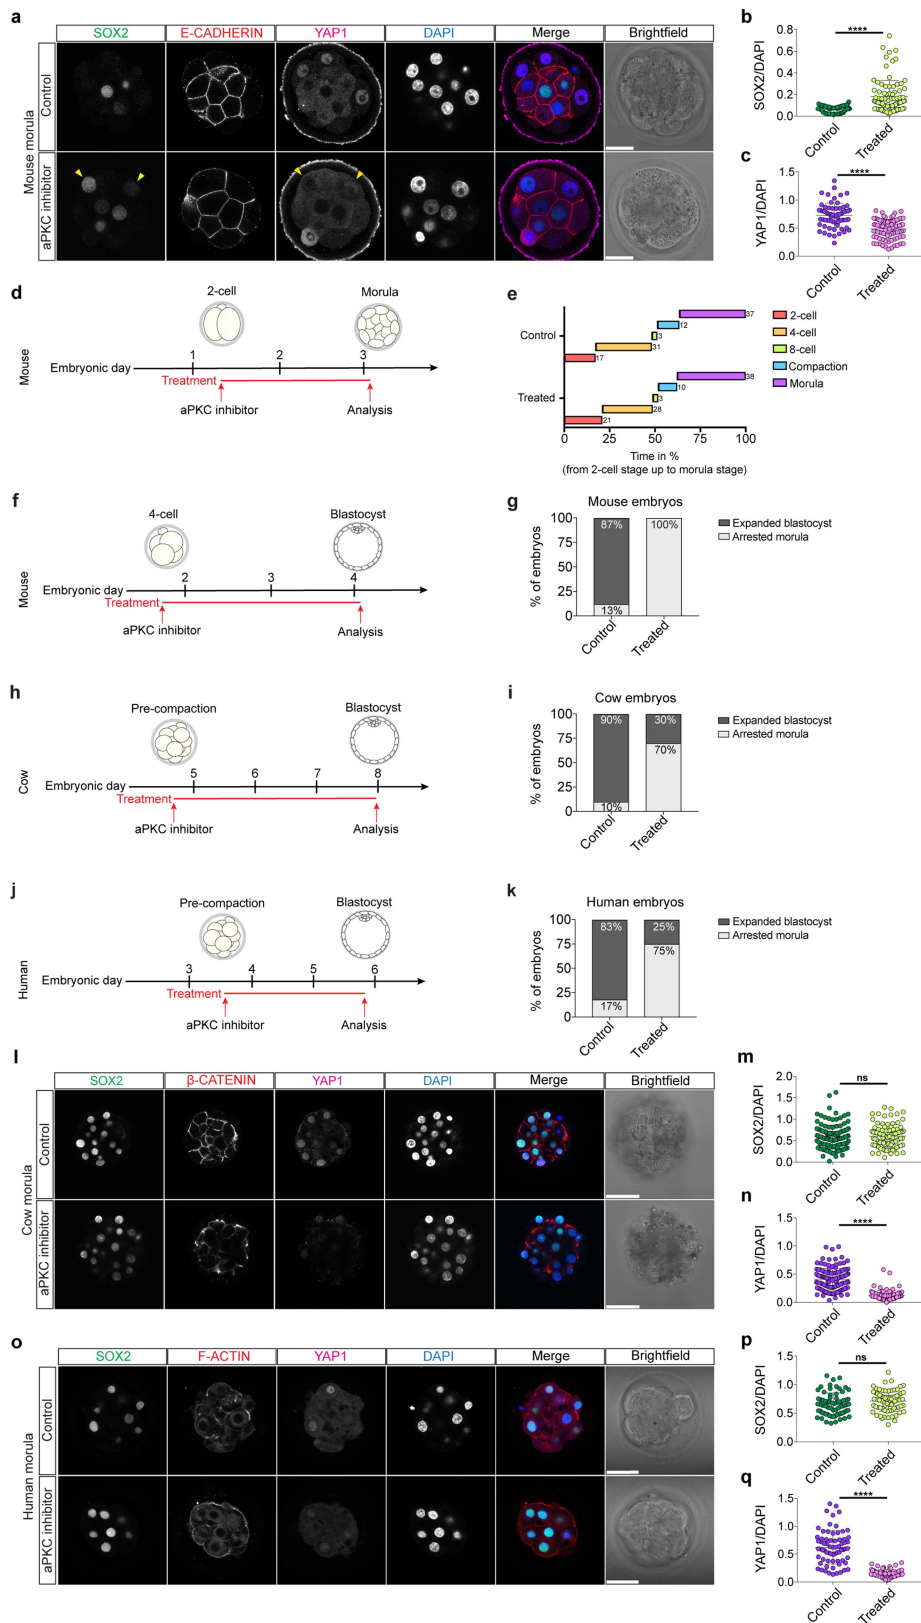 a
SOX2 E-CADHERIN YAP1 DAPI Merge Brightfield
Mouse morula
Control
aPKC inhibitor
b
SOX2/DAPI
0.8
0.6
0.4
0.2
0.0
****
Control Treated
c
YAP1/DAPI
1.5
1.0
0.5
0.0
****
Control Treated
d
Mouse
2-cell Morula
Embryonic day 1 2 3
Treatment
aPKC inhibitor Analysis
e
Control
Treated
37
12
3
31
17
38
10
3
28
21
0 25 50 75 100
Time in %
(from 2-cell stage up to morula stage)
2-cell
4-cell
8-cell
Compaction
Morula
f
Mouse
4-cell Blastocyst
Embryonic day 2 3 4
Treatment
aPKC inhibitor Analysis
g
Mouse embryos
% of embryos
100
75
50
25
0
87% 100%
13%
Control Treated
Expanded blastocyst
Arrested morula
h
Cow
Pre-compaction Blastocyst
Embryonic day 5 6 7 8
Treatment
aPKC inhibitor Analysis
i
Cow embryos
% of embryos
100
75
50
25
0
90% 30%
70%
10%
Control Treated
Expanded blastocyst
Arrested morula
j
Human
Pre-compaction Blastocyst
Embryonic day 3 4 5 6
Treatment
aPKC inhibitor Analysis
k
Human embryos
% of embryos
100
75
50
25
0
83% 25%
75%
17%
Control Treated
Expanded blastocyst
Arrested morula
l
SOX2 β-CATENIN YAP1 DAPI Merge Brightfield
Cow morula
Control
aPKC inhibitor
m
SOX2/DAPI
2.0
1.5
1.0
0.5
0.0
ns
Control Treated
n
YAP1/DAPI
1.5
1.0
0.5
0.0
****
Control Treated
o
SOX2 F-ACTIN YAP1 DAPI Merge Brightfield
Human morula
Control
aPKC inhibitor
p
SOX2/DAPI
1.5
1.0
0.5
0.0
ns
Control Treated
q
YAP1/DAPI
1.5
1.0
0.5
0.0
****
Control Treated